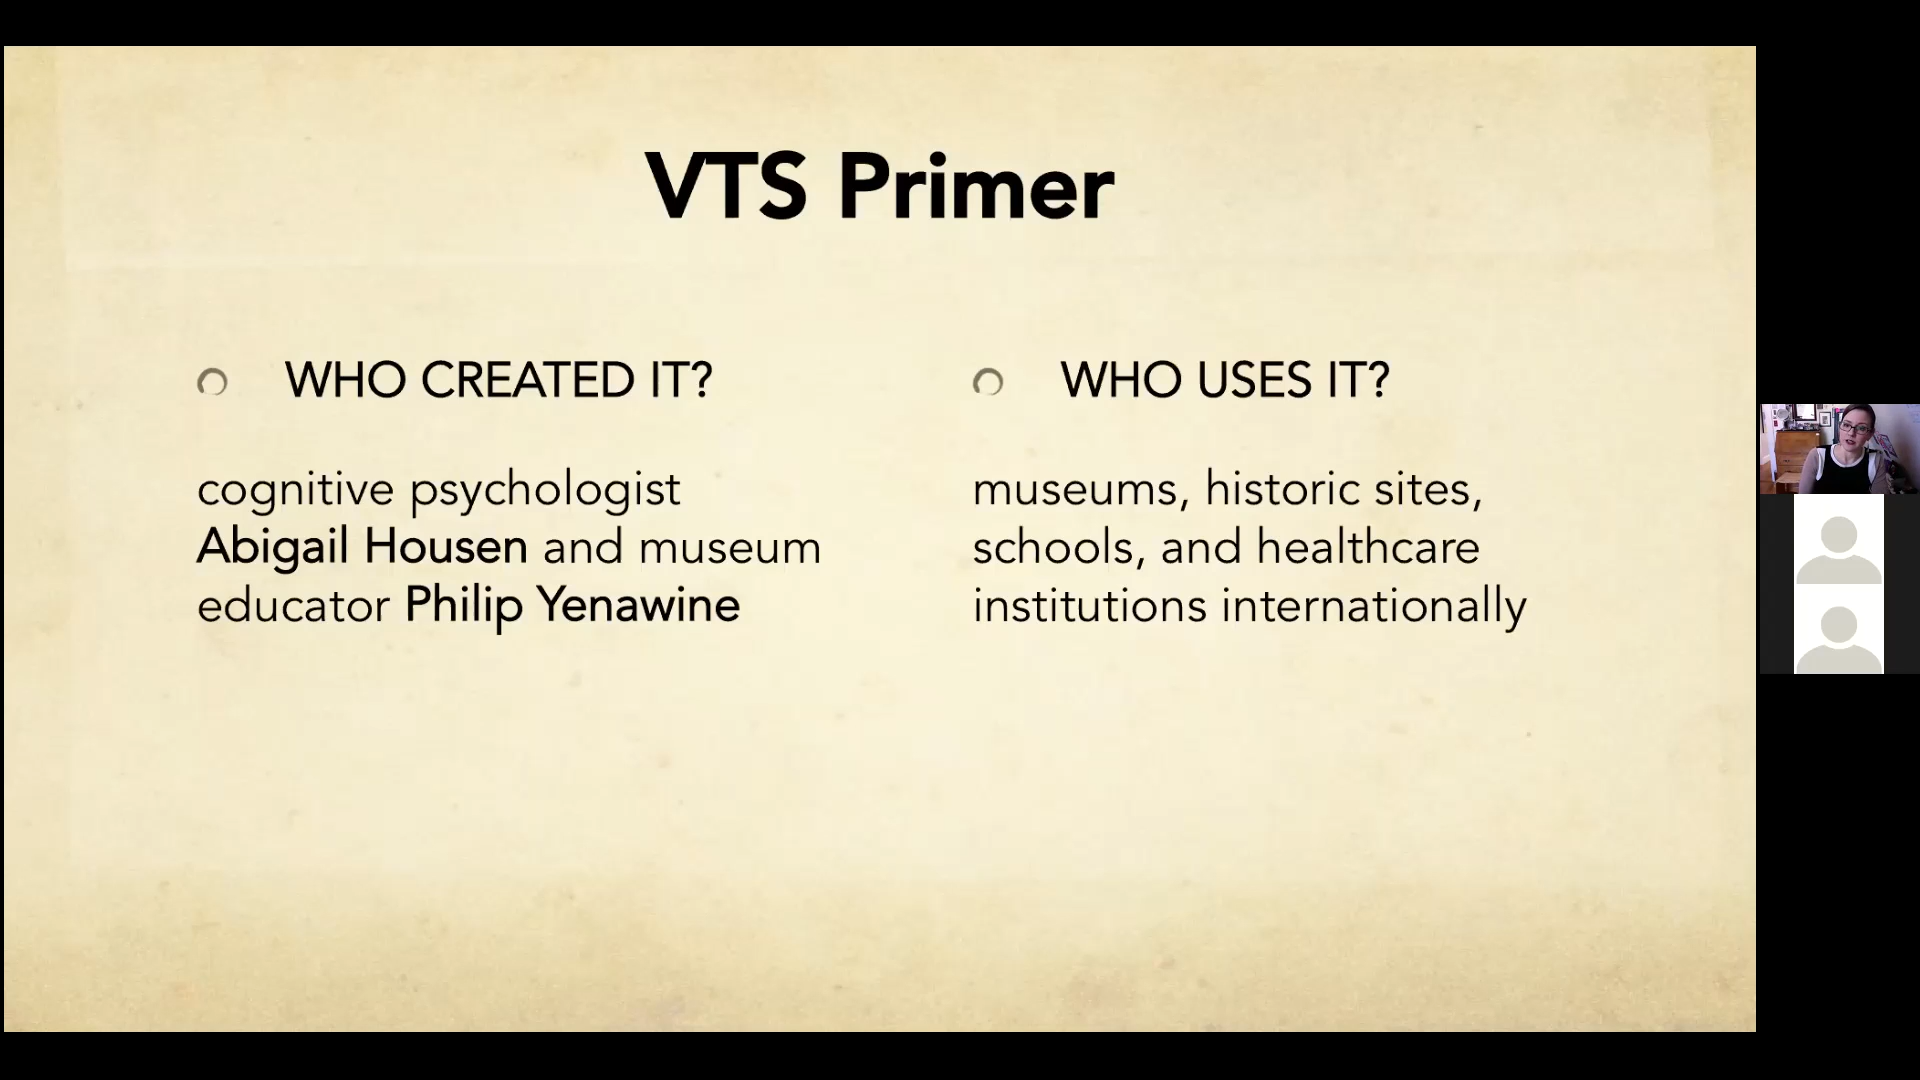 VTS Primer
WHO CREATED IT?
cognitive psychologist
Abigail Housen and museum
educator Philip Yenawine
WHO USES IT?
museums, historic sites,
schools, and healthcare
institutions internationally